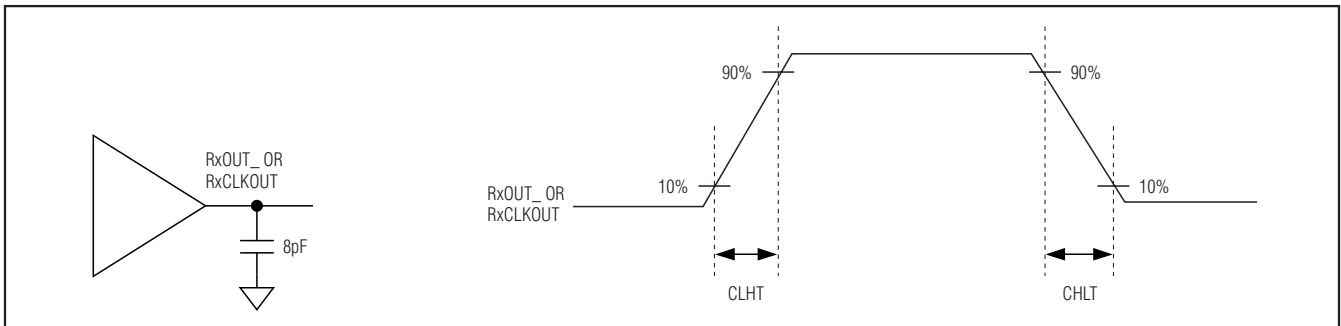 RxOUT_ OR
RxCLKOUT
8pF
RxOUT_ OR
RxCLKOUT
90%
10%
90%
10%
CLHT
CHLT